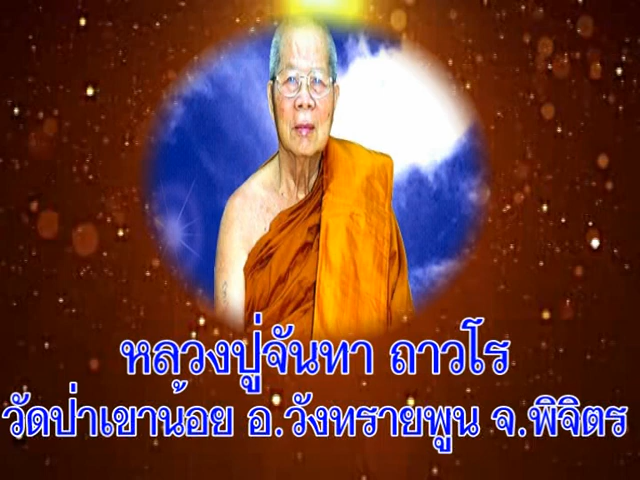 หลวงปู่จันทา ถาวโร
วัดป่าเขาน้อย อ.วังทรายพูน จ.พิจิตร